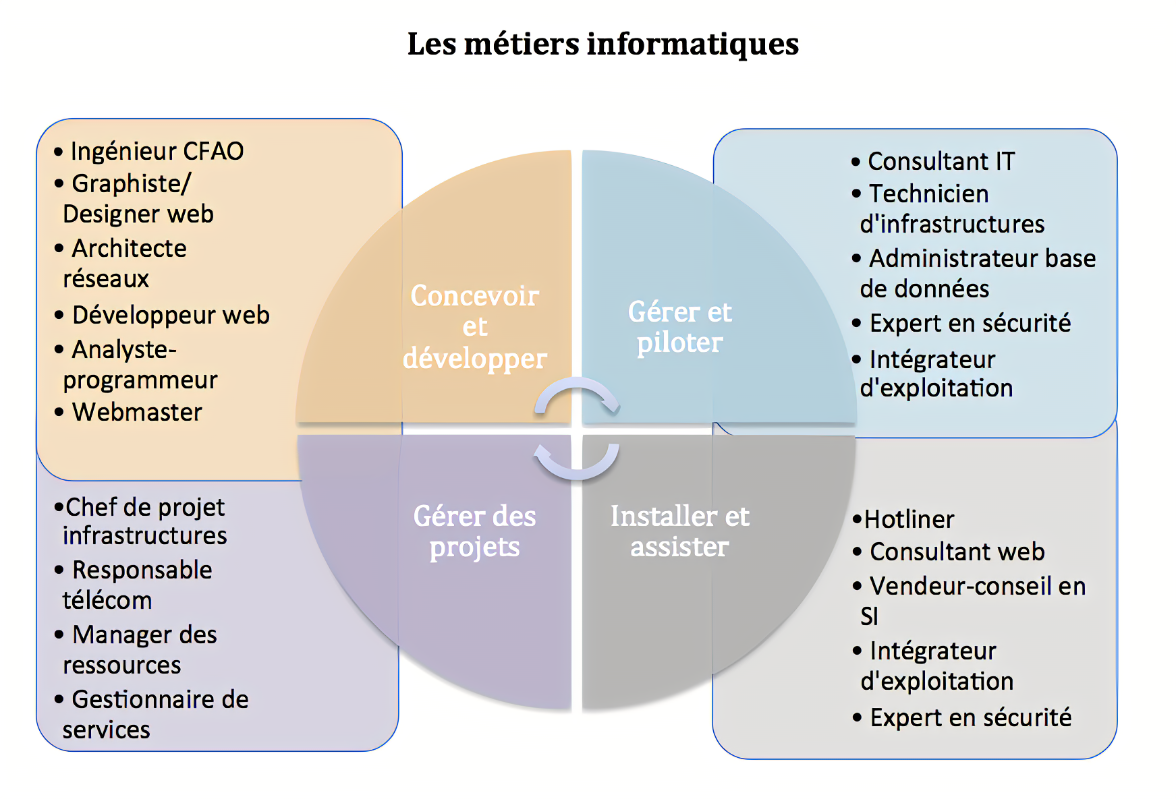 Les métiers informatiques
• Ingénieur CFAO
• Graphiste/
Designer web
• Architecte
réseaux
• Développeur web
• Analyste-
programmeur
• Webmaster
Concevoir
et
développer
Gérer et
piloter
• Consultant IT
• Technicien
d'infrastructures
• Administrateur base
de données
• Expert en sécurité
• Intégrateur
d'exploitation
•Chef de projet
infrastructures
• Responsable
télécom
• Manager des
ressources
• Gestionnaire de
services
Gérer des
projets
Installer et
assister
•Hotliner
• Consultant web
• Vendeur-conseil en
SI
• Intégrateur
d'exploitation
• Expert en sécurité